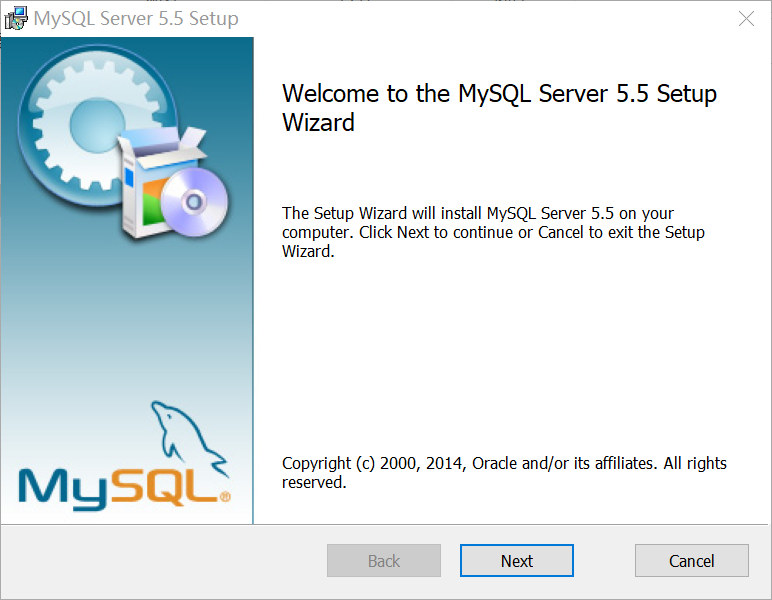 MySQL Server 5.5 Setup
Welcome to the MySQL Server 5.5 Setup
Wizard
The Setup Wizard will install MySQL Server 5.5 on your
computer. Click Next to continue or Cancel to exit the Setup
Wizard.
MySQL®
Copyright (c) 2000, 2014, Oracle and/or its affiliates. All rights
reserved.
Back
Next
Cancel